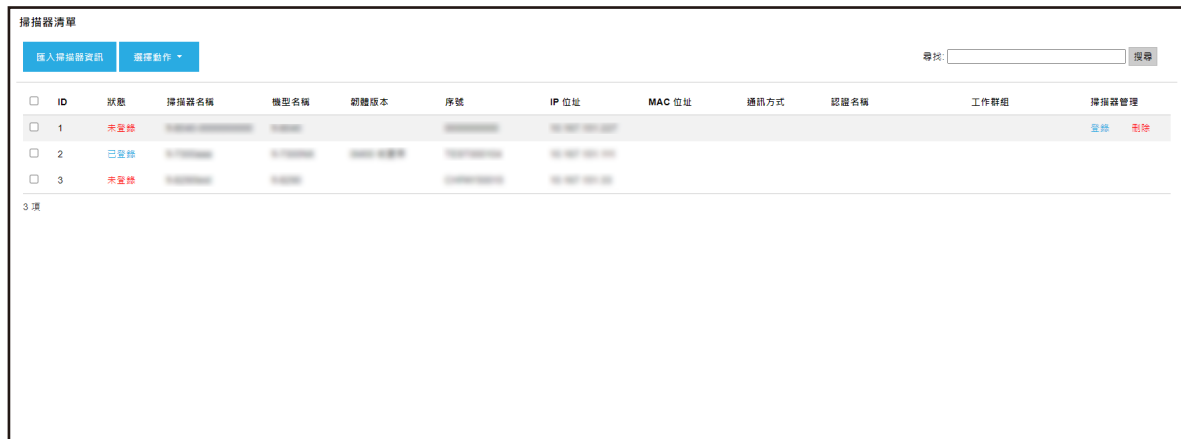 掃描器清單
匯入掃描器資訊 選擇動作 尋找: 搜尋
ID 狀態 掃描器名稱 機型名稱 韌體版本 序號 IP 位址 MAC 位址 通訊方式 認證名稱 工作群組 掃描器管理
1 未登錄 登錄 刪除
2 已登錄
3 未登錄
3 項